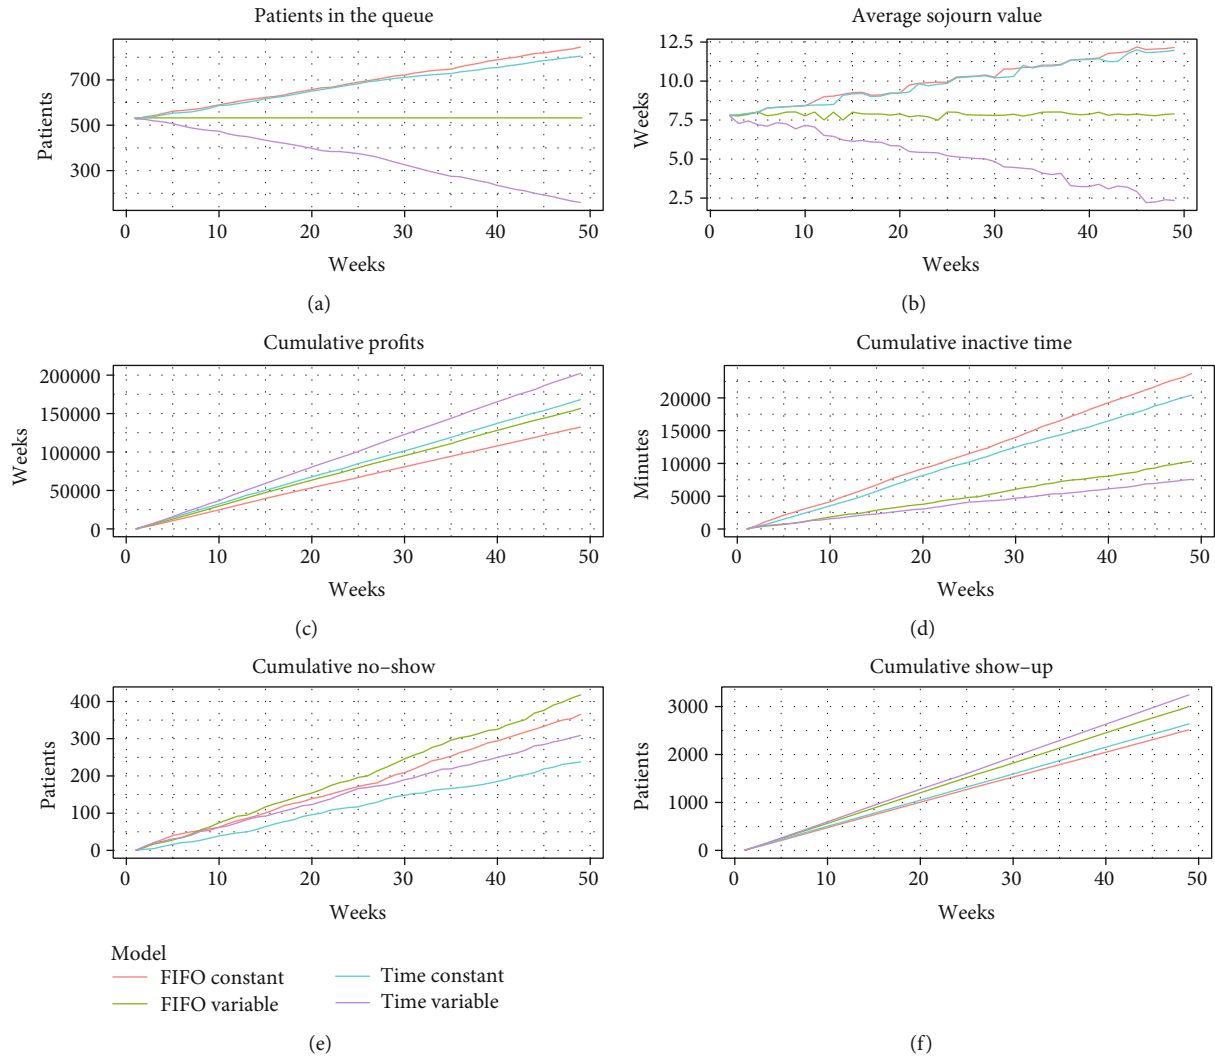 Patients in the queue
Patients
700
500
300
0 10 20 30 40 50
Weeks
(a)
Average sojourn value
Weeks
12.5
10.0
7.5
5.0
2.5
0 10 20 30 40 50
Weeks
(b)
Cumulative profits
Weeks
200000
150000
100000
50000
0
0 10 20 30 40 50
Weeks
(c)
Cumulative inactive time
Minutes
20000
15000
10000
5000
0
0 10 20 30 40 50
Weeks
(d)
Cumulative no–show
Patients
400
300
200
100
0
0 10 20 30 40 50
Weeks
Model
FIFO constant
Time constant
FIFO variable
Time variable
(e)
Cumulative show–up
Patients
3000
2000
1000
0
0 10 20 30 40 50
Weeks
(f)